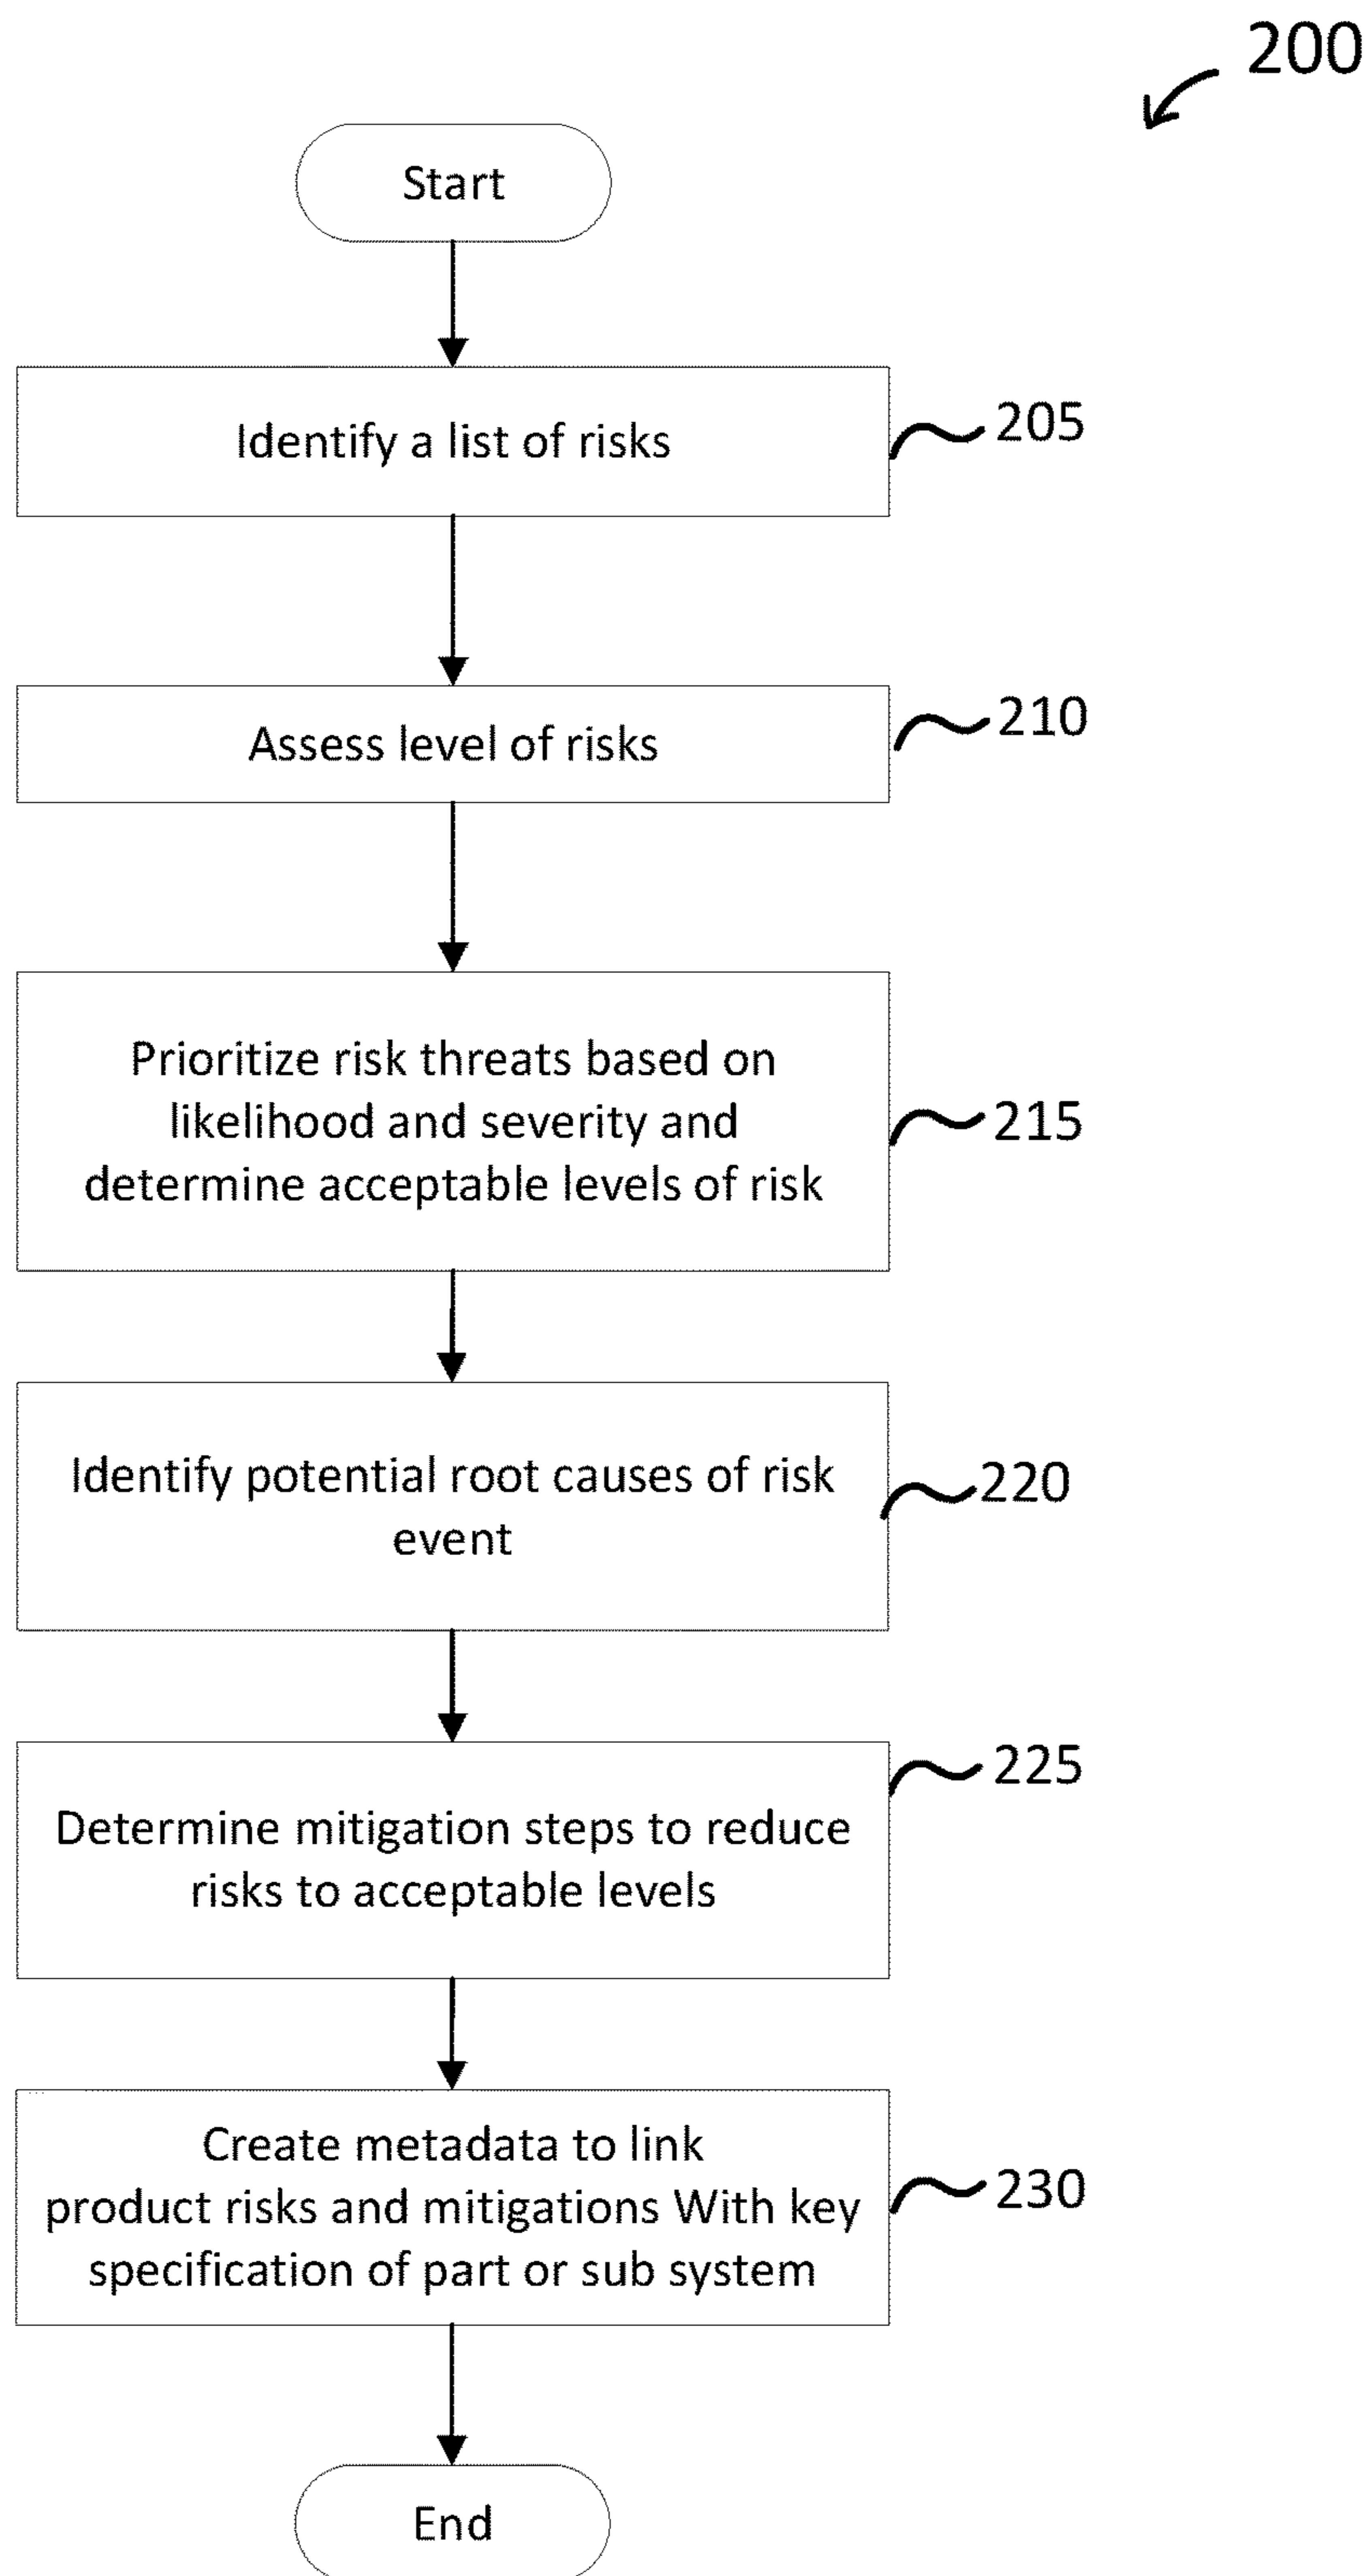 200
Start
Identify a list of risks
205
Assess level of risks
210
Prioritize risk threats based on
likelihood and severity and
determine acceptable levels of risk
215
Identify potential root causes of risk
event
220
Determine mitigation steps to reduce
risks to acceptable levels
225
Create metadata to link
product risks and mitigations With key
specification of part or sub system
230
End